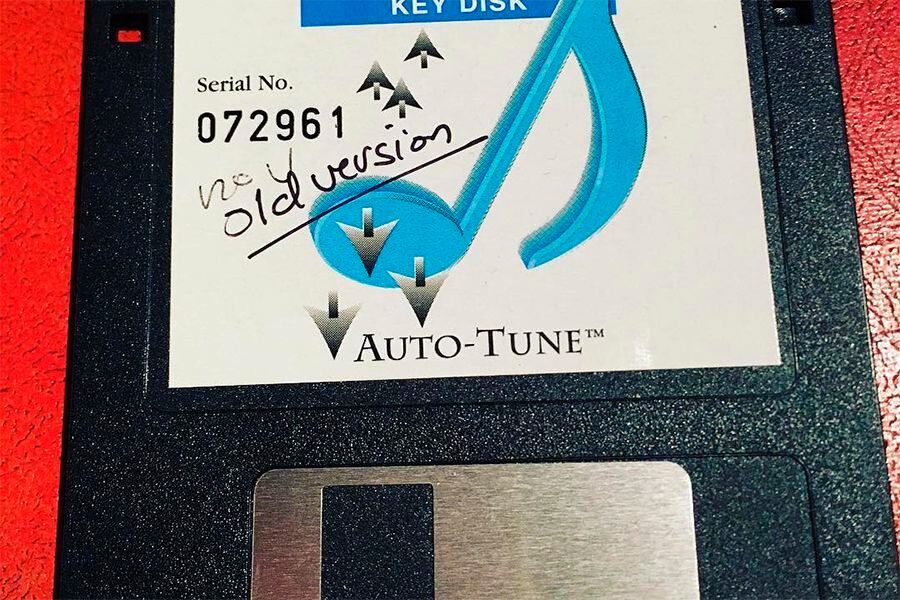 KEY DISK
Serial No.
072961
old version
AUTO-TUNE™